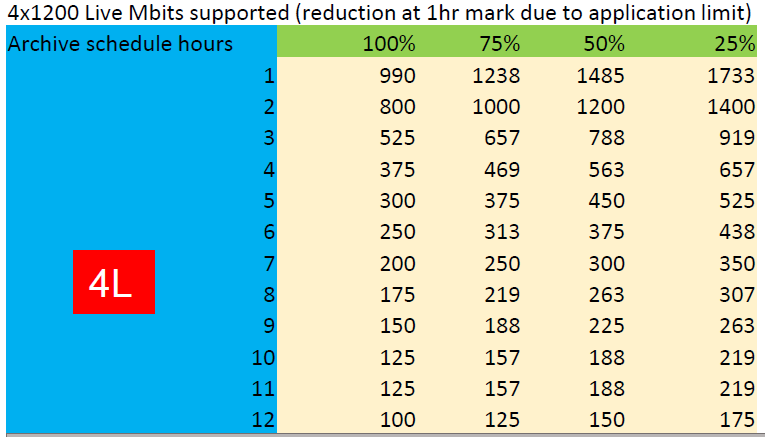 4x1200 Live Mbits supported (reduction at 1hr mark due to application limit)
Archive schedule hours 100% 75% 50% 25%
1 990 1238 1485 1733
2 800 1000 1200 1400
3 525 657 788 919
4 375 469 563 657
5 300 375 450 525
6 250 313 375 438
7 200 250 300 350
4L
8 175 219 263 307
9 150 188 225 263
10 125 157 188 219
11 125 157 188 219
12 100 125 150 175